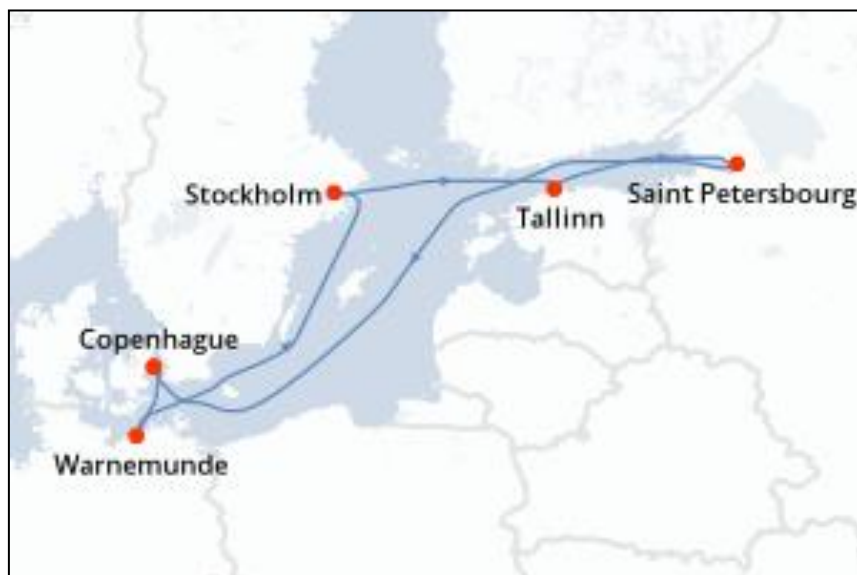 Stockholm
Saint Petersbourg
Tallinn
Copenhague
Warnemunde